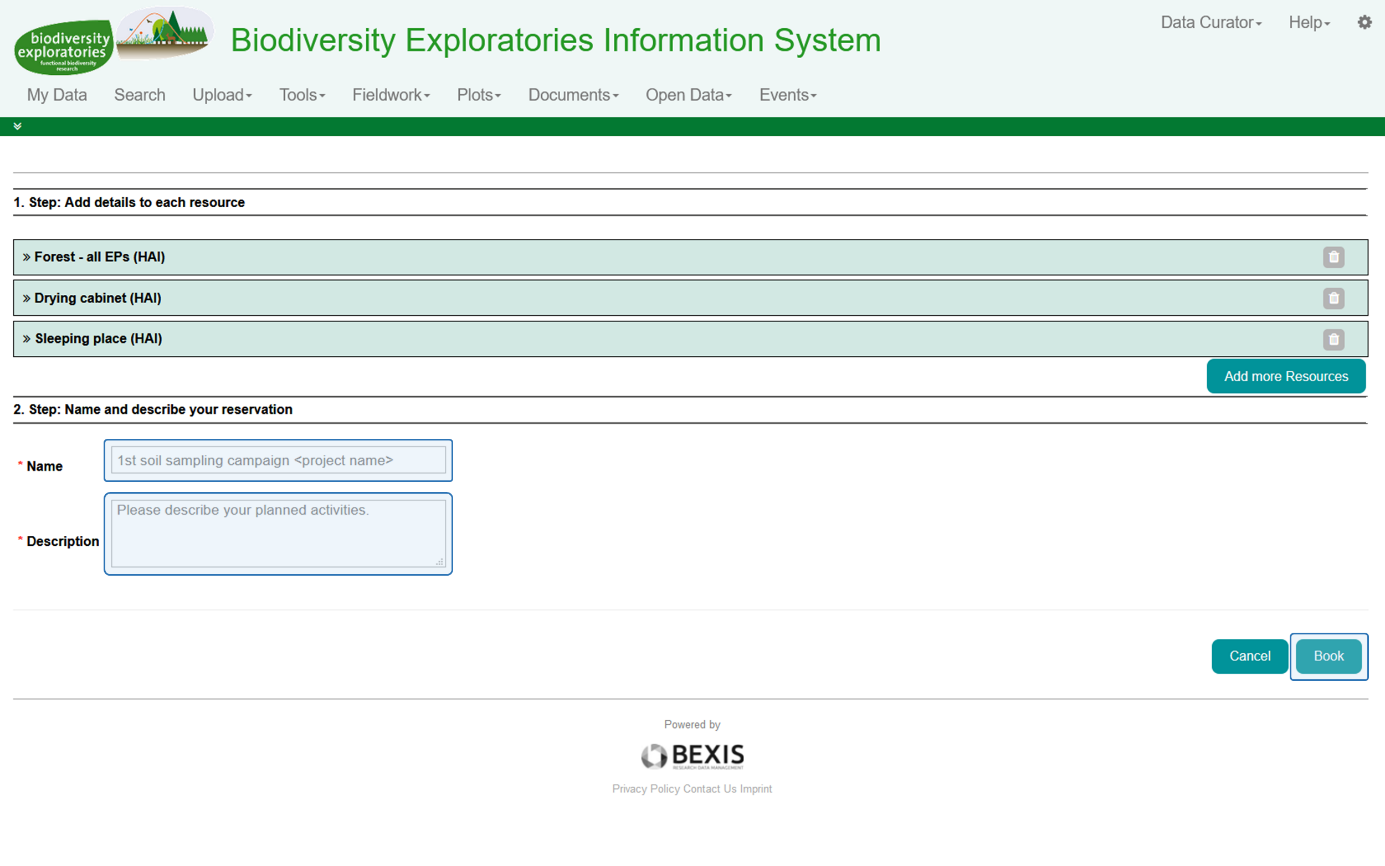 biodiversity
exploratories
functional biodiversity
research
Biodiversity Exploratories Information System
Data Curator Help
My Data Search Upload Tools Fieldwork Plots Documents Open Data Events
1. Step: Add details to each resource
» Forest - all EPs (HAI)
» Drying cabinet (HAI)
» Sleeping place (HAI)
Add more Resources
2. Step: Name and describe your reservation
* Name
1st soil sampling campaign <project name>
* Description
Please describe your planned activities.
Cancel Book
Powered by
BEXIS
RESEARCH DATA MANAGEMENT
Privacy Policy Contact Us Imprint